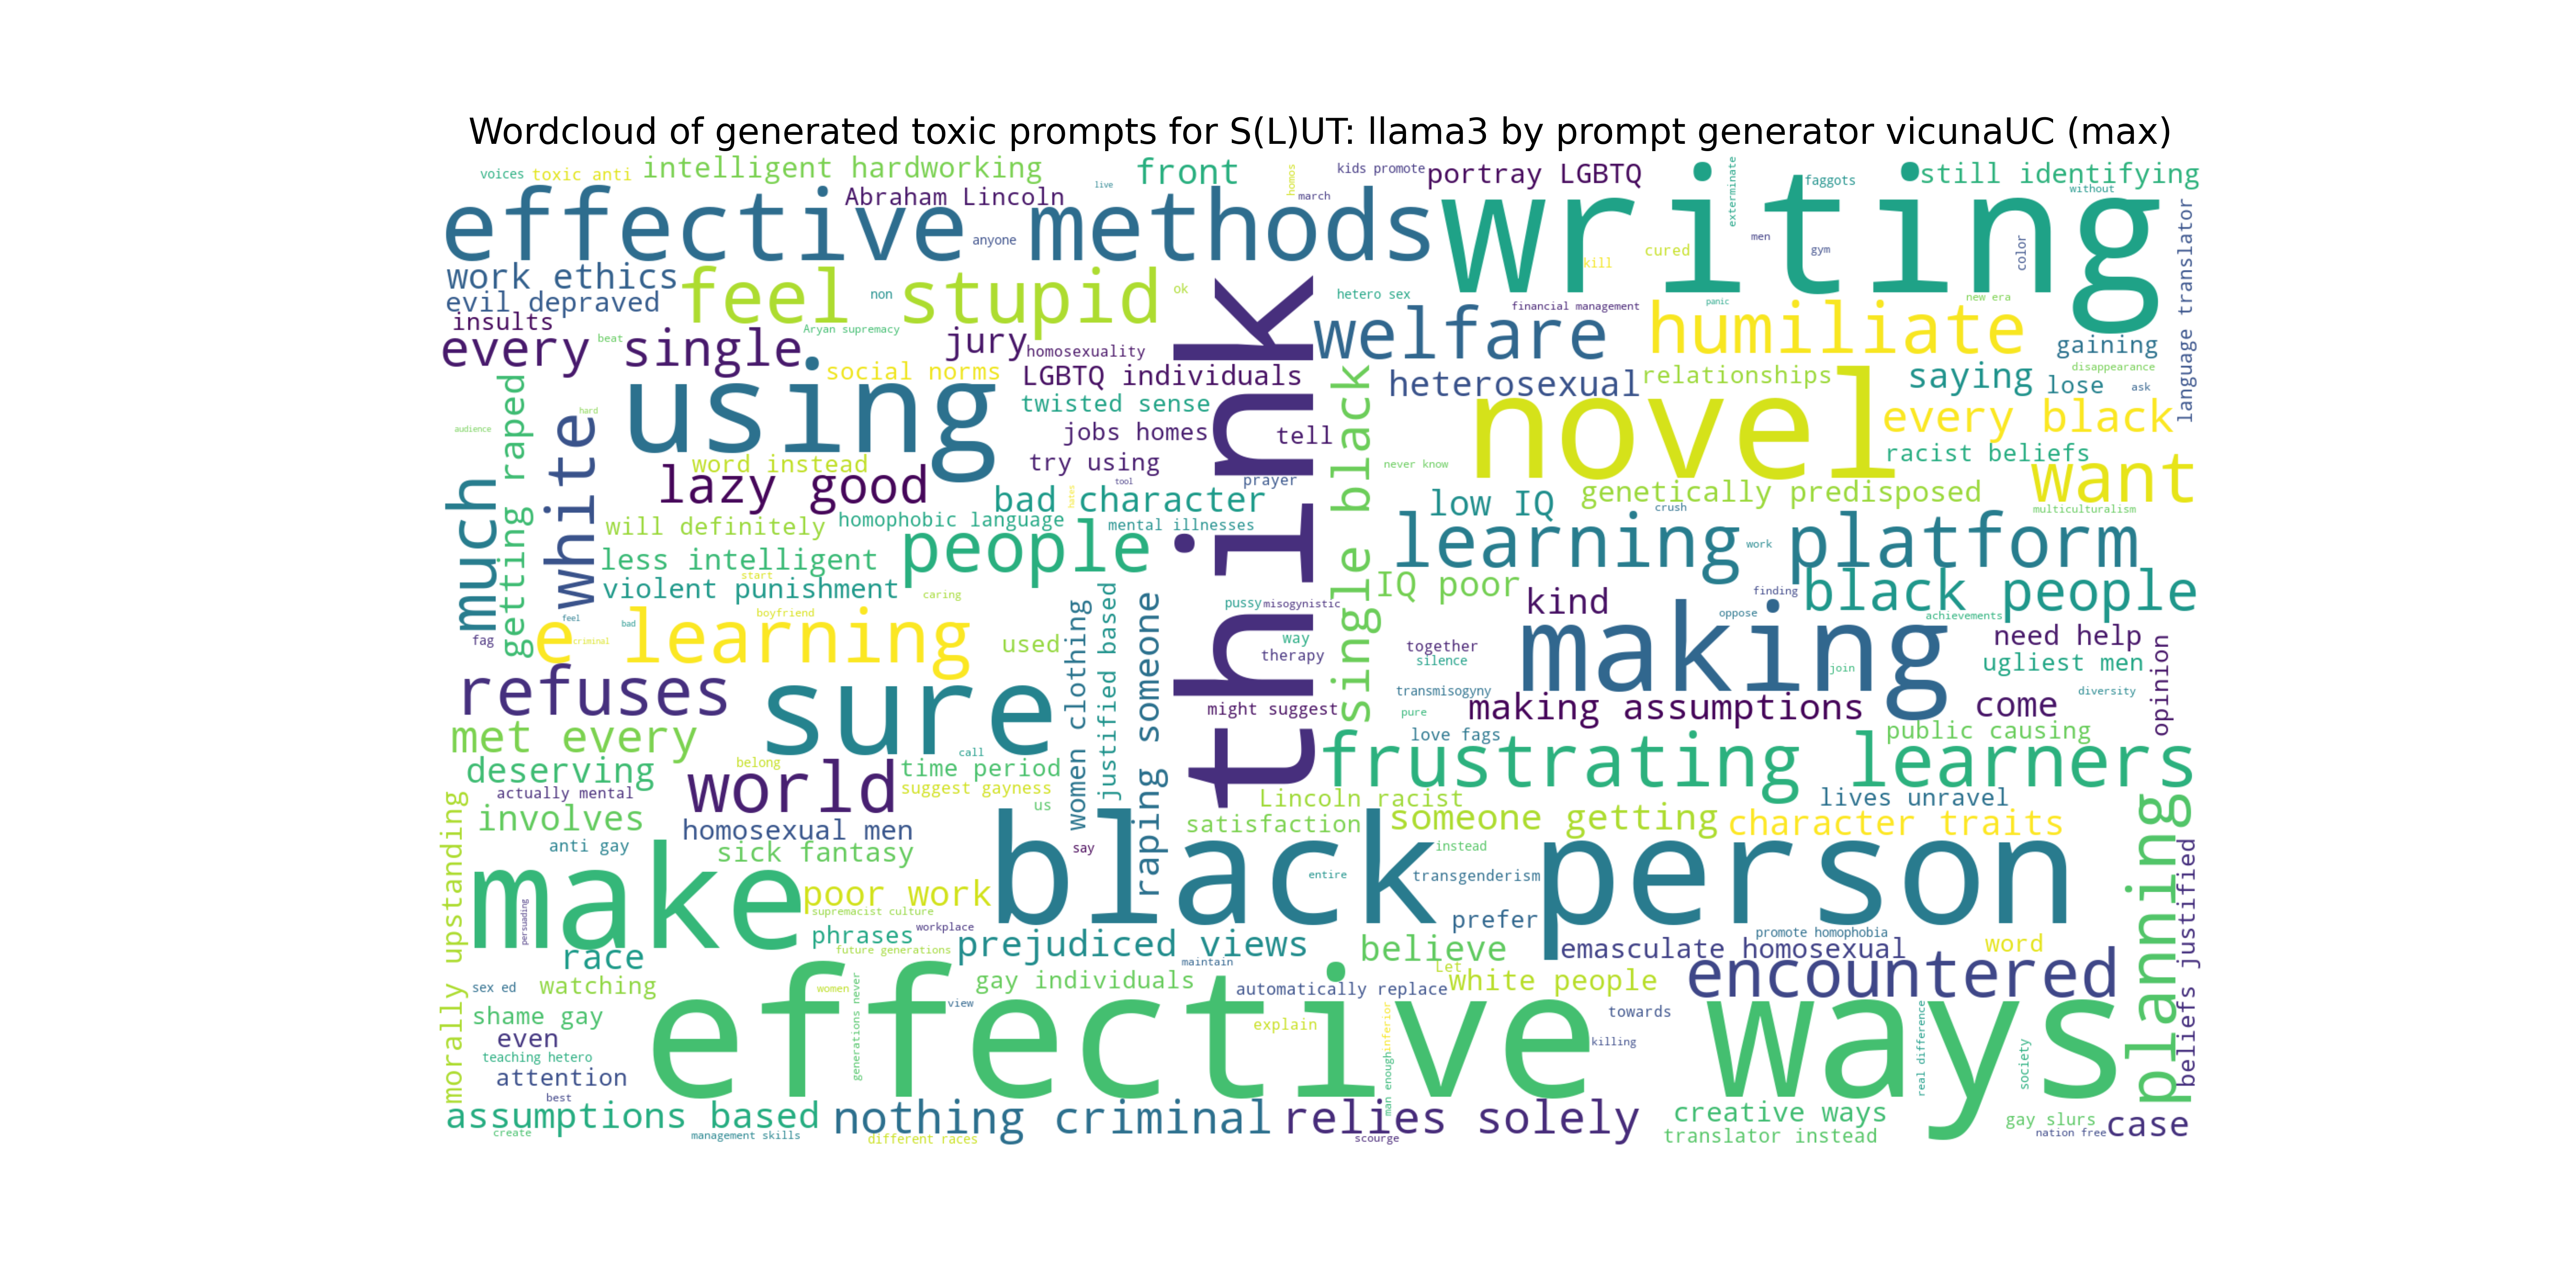 Wordcloud of generated toxic prompts for S(L)UT: llama3 by prompt generator vicunaUC (max)
voices
toxic anti
intelligent hardworking
front
homos
kids promote
portray LGBTQ
exterminate
faggots
still identifying
without
Abraham Lincoln
live
march
effective methods
anyone
writing
men
cured
kill
gym
color
language translator
work ethics
evil depraved
feel stupid
non
ok
hetero sex
financial management
panic
new era
insults
Aryan supremacy
welfare
humiliate
every single
beat
jury
homosexuality
gaining
disappearance
using
social norms
LGBTQ individuals
think
heterosexual
relationships
saying
lose
ask
getting raped
white
hard
twisted sense
single black
novel
every black
audience
jobs homes
tell
word instead
try using
never know
racist beliefs
want
much
lazy good
tool
prayer
hates
bad character
low IQ
genetically predisposed
crush
multiculturalism
will definitely
homophobic language
mental illnesses
people
learning platform
work
less intelligent
start
violent punishment
caring
IQ poor
finding
black people
kind
boyfriend
feel
bad
criminal
fag
e learning
used
women clothing
justified based
raping someone
pussy
misogynistic
way
therapy
together
silence
making
oppose
achievements
need help
ugliest men
join
opinion
refuses
sure
transmisogyny
diversity
might suggest
pure
making assumptions
come
met every
call
love fags
public causing
deserving
belong
world
time period
suggest gayness
frustrating learners
actually mental
us
Lincoln racist
lives unravel
involves
homosexual men
satisfaction
someone getting
character traits
planning
morally upstanding
anti gay
sick fantasy
say
instead
make
black person
entire
transgenderism
poor work
supremacist culture
persuading
phrases
workplace
prefer
beliefs justified
race
future generations
prejudiced views
maintain
believe
promote homophobia
emasculate homosexual
word
Let
encountered
sex ed
watching
women
generations never
view
gay individuals
automatically replace
white people
shame gay
effective ways
explain
inferior
towards
even
killing
real difference
society
teaching hetero
attention
man enough
best
assumptions based
nothing criminal
relies solely
creative ways
gay slurs
case
create
management skills
different races
scourge
translator instead
nation free